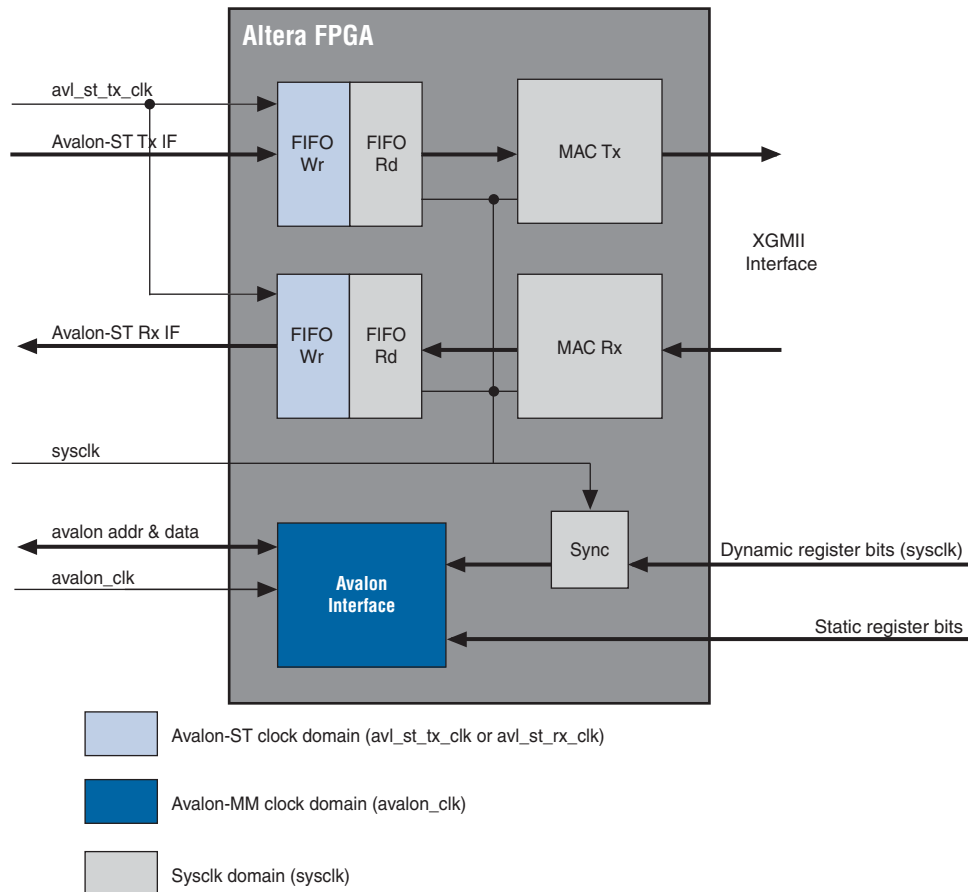 Altera FPGA
avl_st_tx_clk
Avalon-ST Tx IF
FIFO
Wr
FIFO
Rd
MAC Tx
XGMII
Interface
Avalon-ST Rx IF
FIFO
Wr
FIFO
Rd
MAC Rx
sysclk
avalon addr & data
avalon_clk
Avalon
Interface
Sync
Dynamic register bits (sysclk)
Static register bits
Avalon-ST clock domain (avl_st_tx_clk or avl_st_rx_clk)
Avalon-MM clock domain (avalon_clk)
Sysclk domain (sysclk)